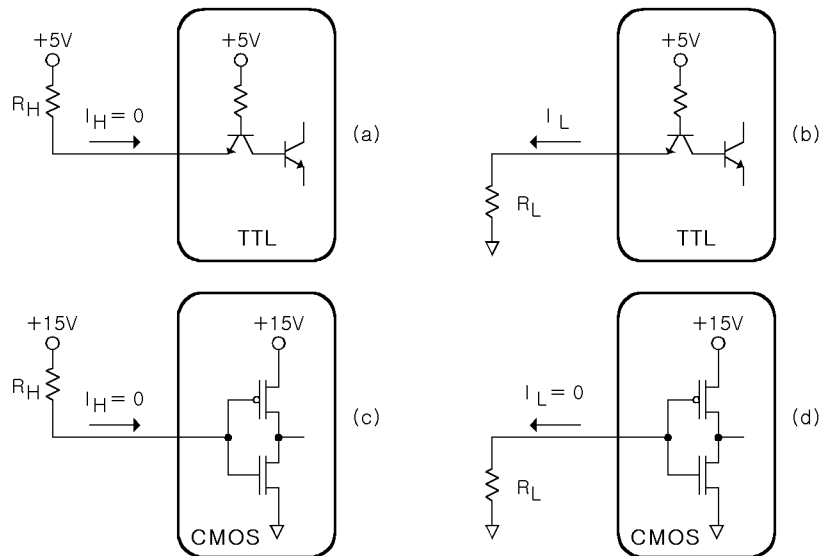 +5V
+5V
R_H
I_H = 0
(a)
TTL
+5V
I_L
(b)
R_L
TTL
+15V
+15V
R_H
I_H = 0
(c)
CMOS
+15V
I_L = 0
(d)
R_L
CMOS